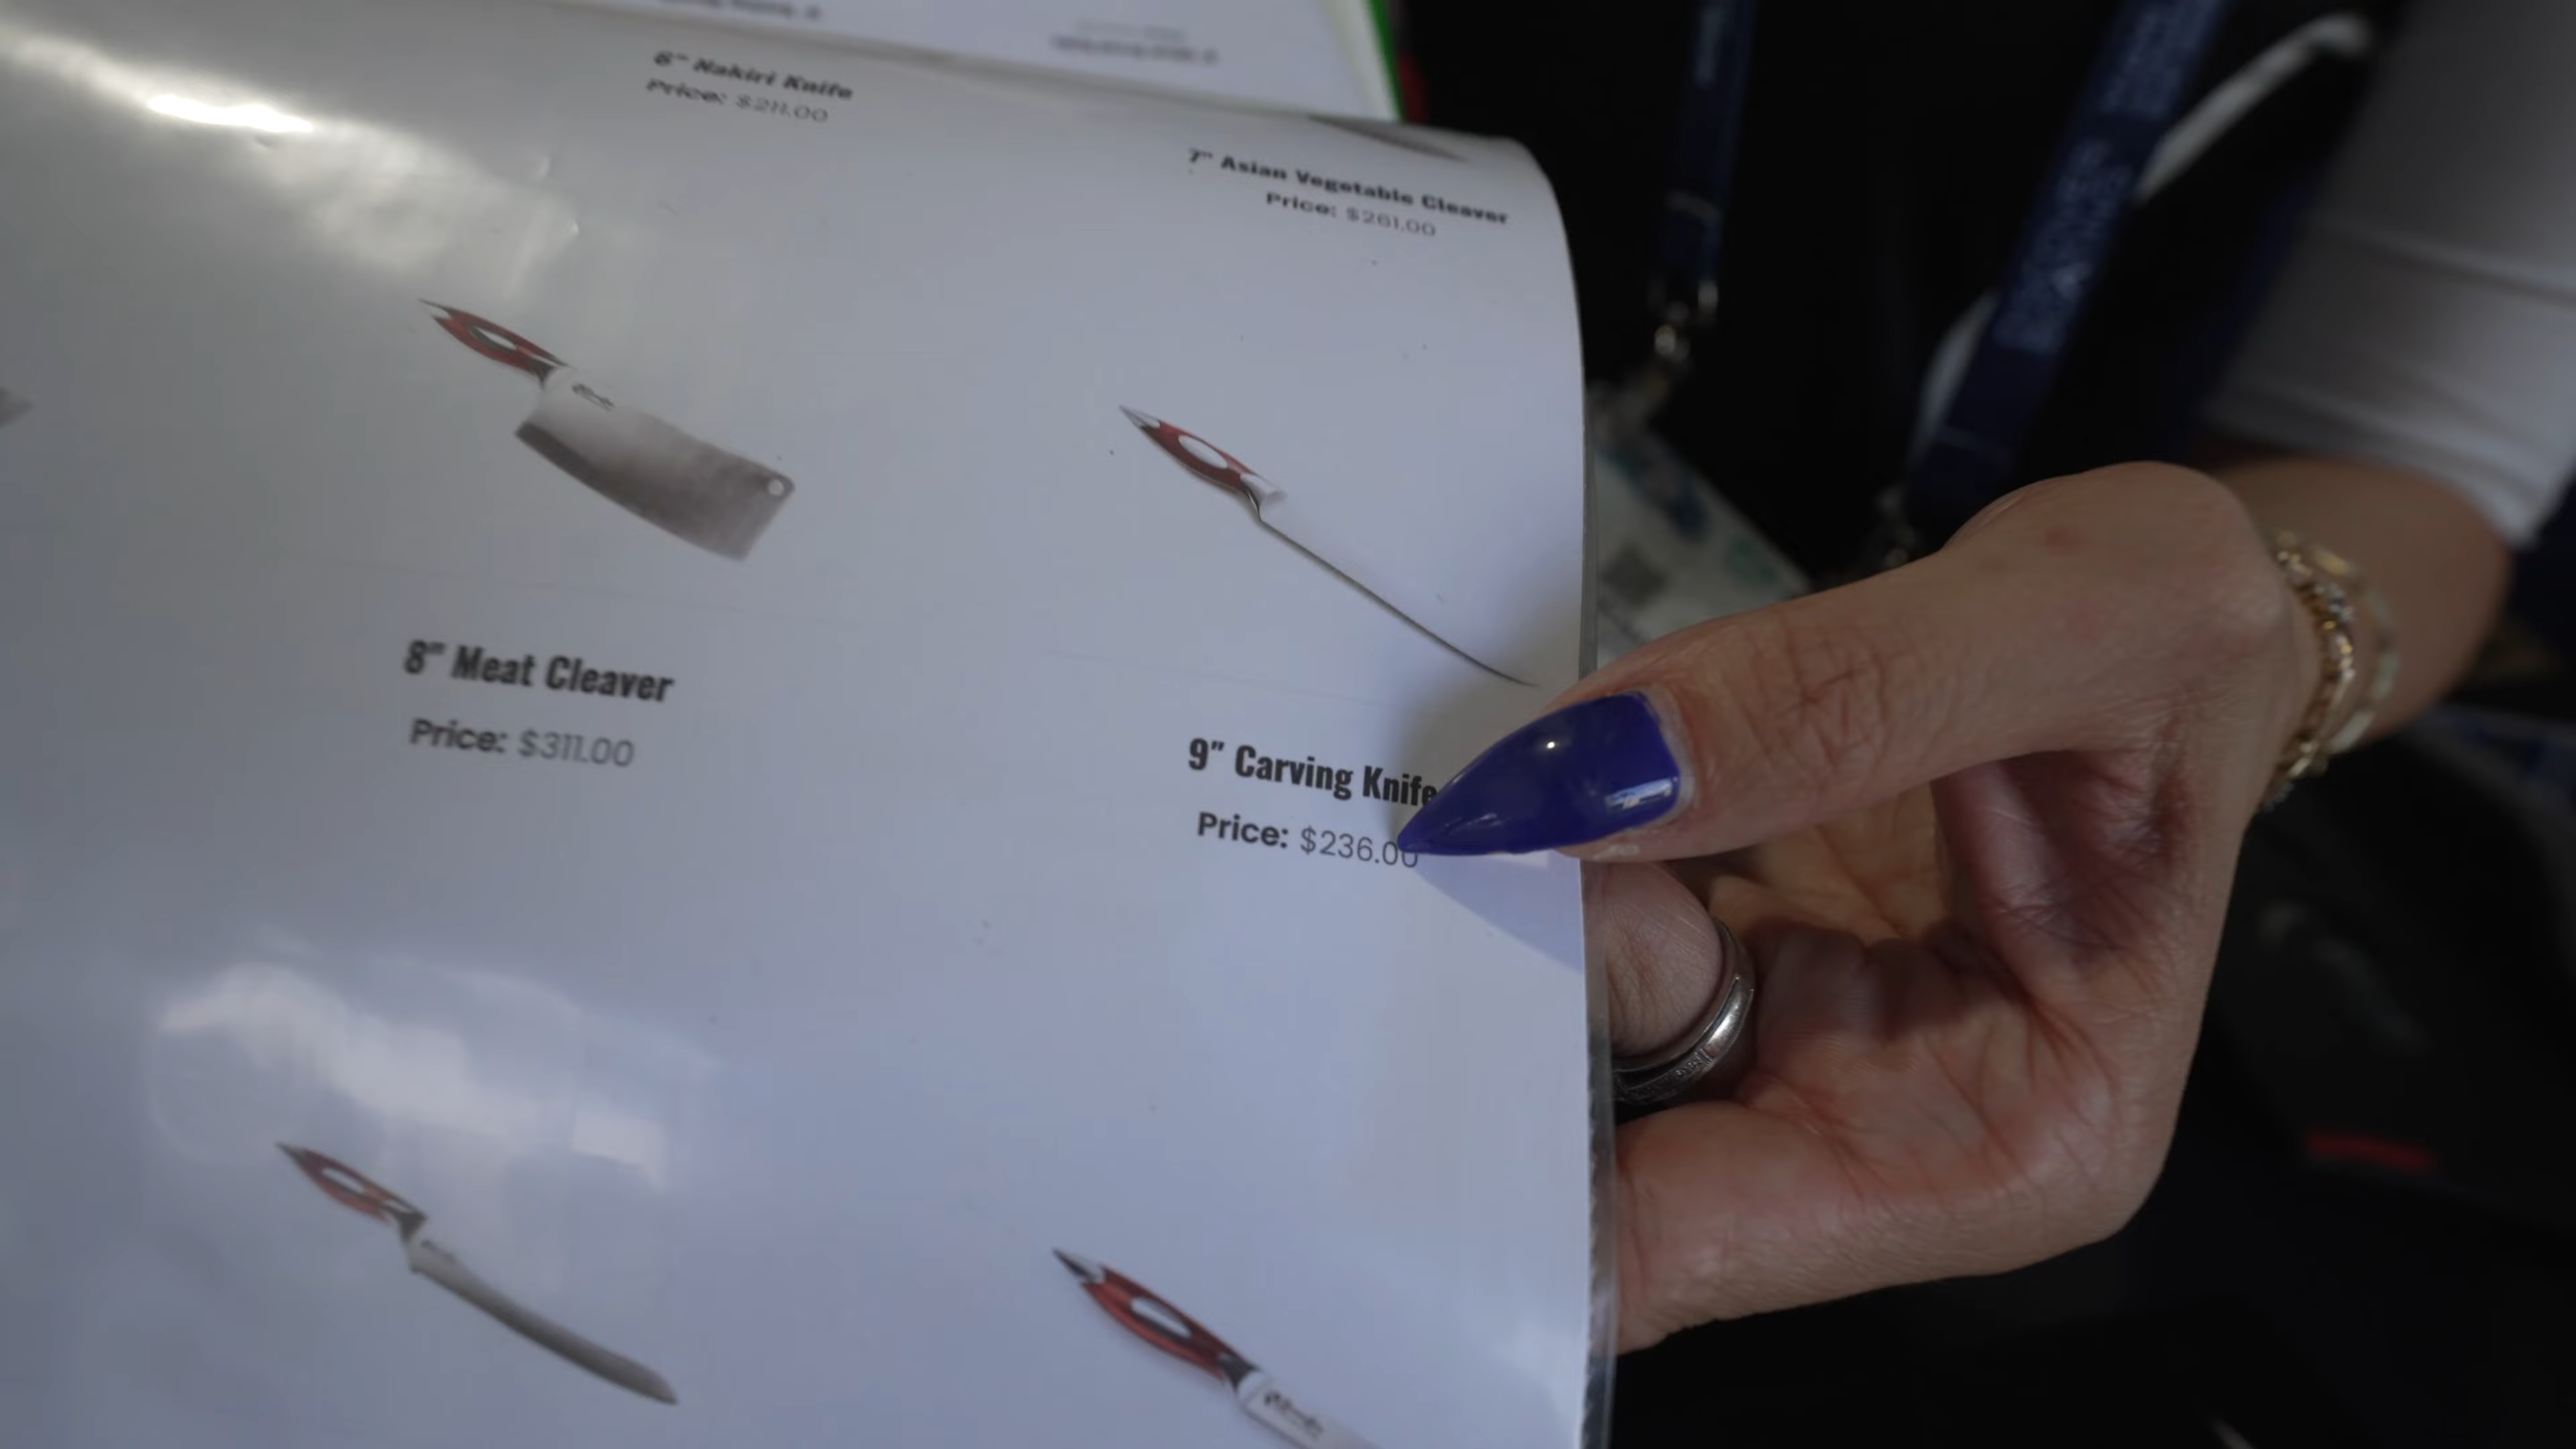 6" Nakiri Knife
Price: $211.00
7" Asian Vegetable Cleaver
Price: $261.00
8" Meat Cleaver
Price: $311.00
9" Carving Knife
Price: $236.00